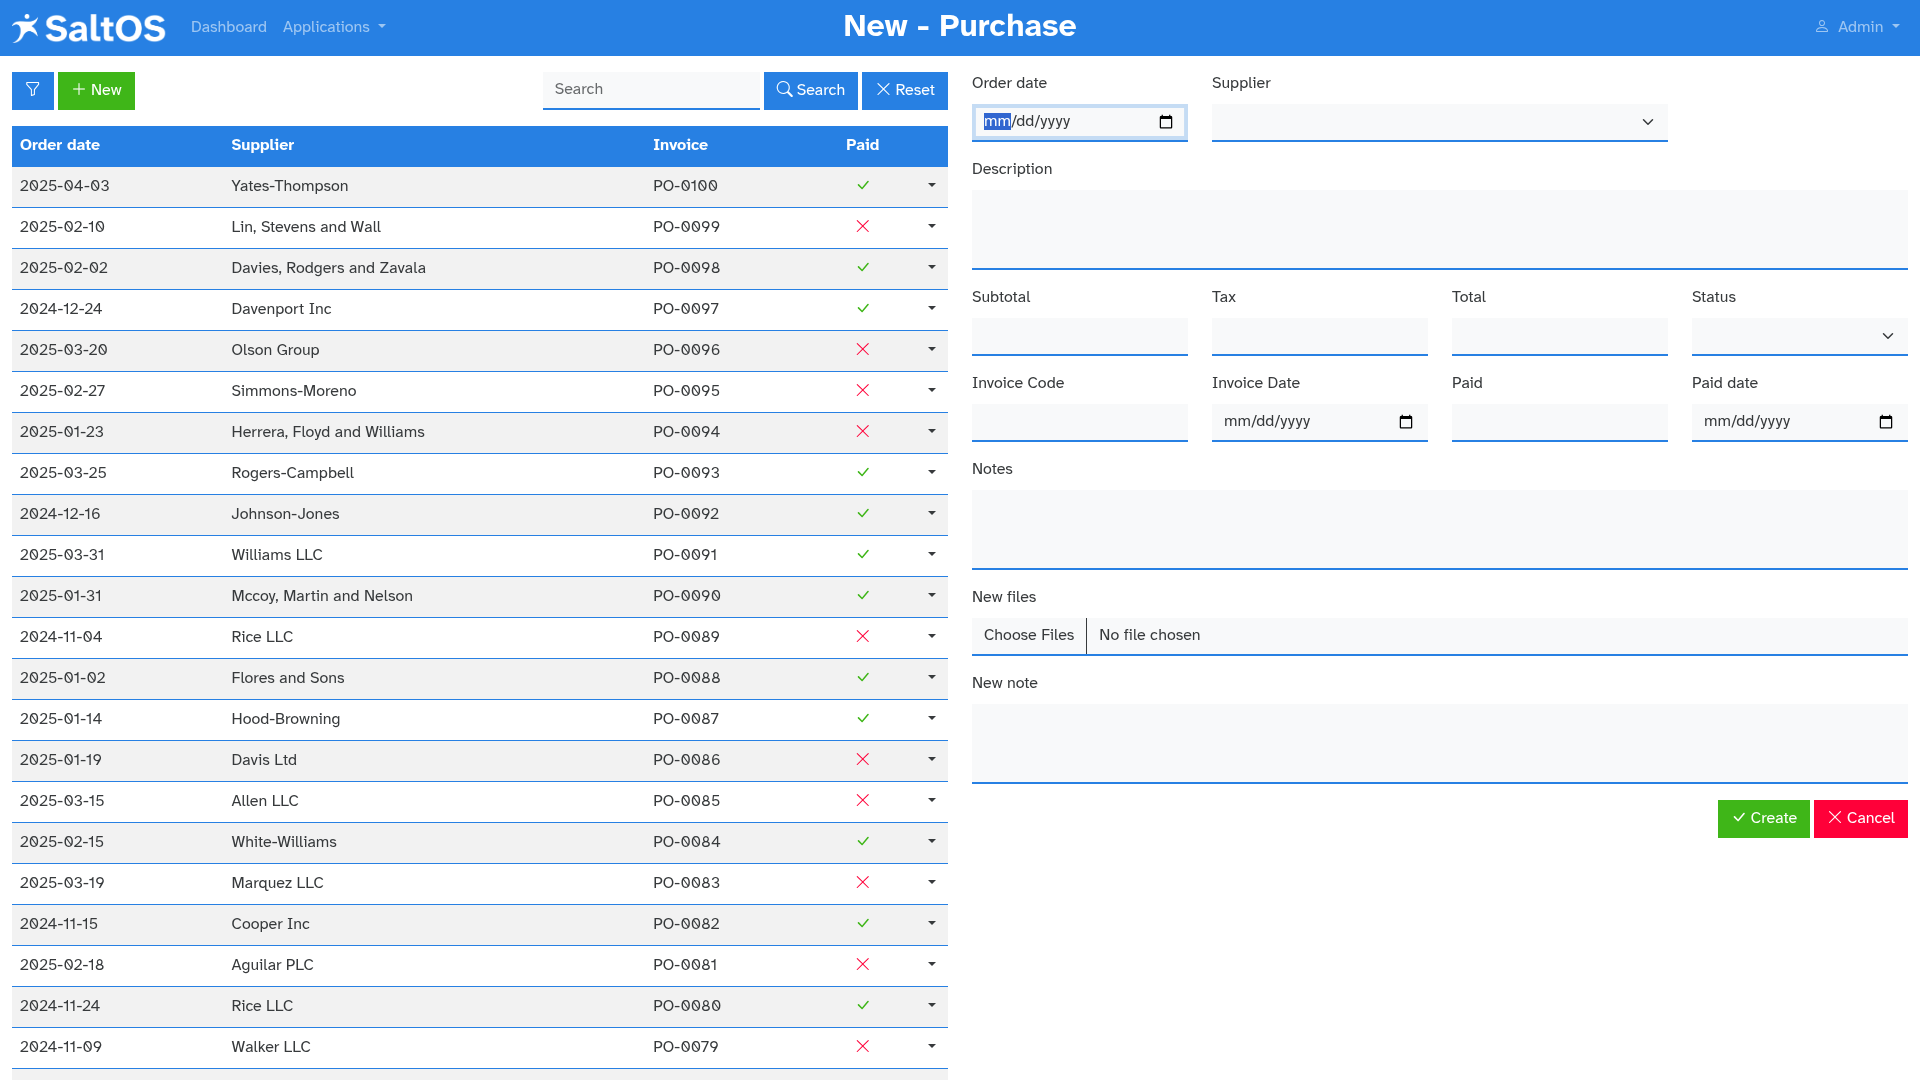 SaltOS Dashboard Applications New - Purchase Admin
New Search Search Reset
Order date Supplier Invoice Paid
2025-04-03 Yates-Thompson PO-0100
2025-02-10 Lin, Stevens and Wall PO-0099
2025-02-02 Davies, Rodgers and Zavala PO-0098
2024-12-24 Davenport Inc PO-0097
2025-03-20 Olson Group PO-0096
2025-02-27 Simmons-Moreno PO-0095
2025-01-23 Herrera, Floyd and Williams PO-0094
2025-03-25 Rogers-Campbell PO-0093
2024-12-16 Johnson-Jones PO-0092
2025-03-31 Williams LLC PO-0091
2025-01-31 Mccoy, Martin and Nelson PO-0090
2024-11-04 Rice LLC PO-0089
2025-01-02 Flores and Sons PO-0088
2025-01-14 Hood-Browning PO-0087
2025-01-19 Davis Ltd PO-0086
2025-03-15 Allen LLC PO-0085
2025-02-15 White-Williams PO-0084
2025-03-19 Marquez LLC PO-0083
2024-11-15 Cooper Inc PO-0082
2025-02-18 Aguilar PLC PO-0081
2024-11-24 Rice LLC PO-0080
2024-11-09 Walker LLC PO-0079
Order date Supplier
mm/dd/yyyy
Description
Subtotal Tax Total Status
Invoice Code Invoice Date Paid Paid date
mm/dd/yyyy mm/dd/yyyy
Notes
New files
Choose Files No file chosen
New note
Create Cancel